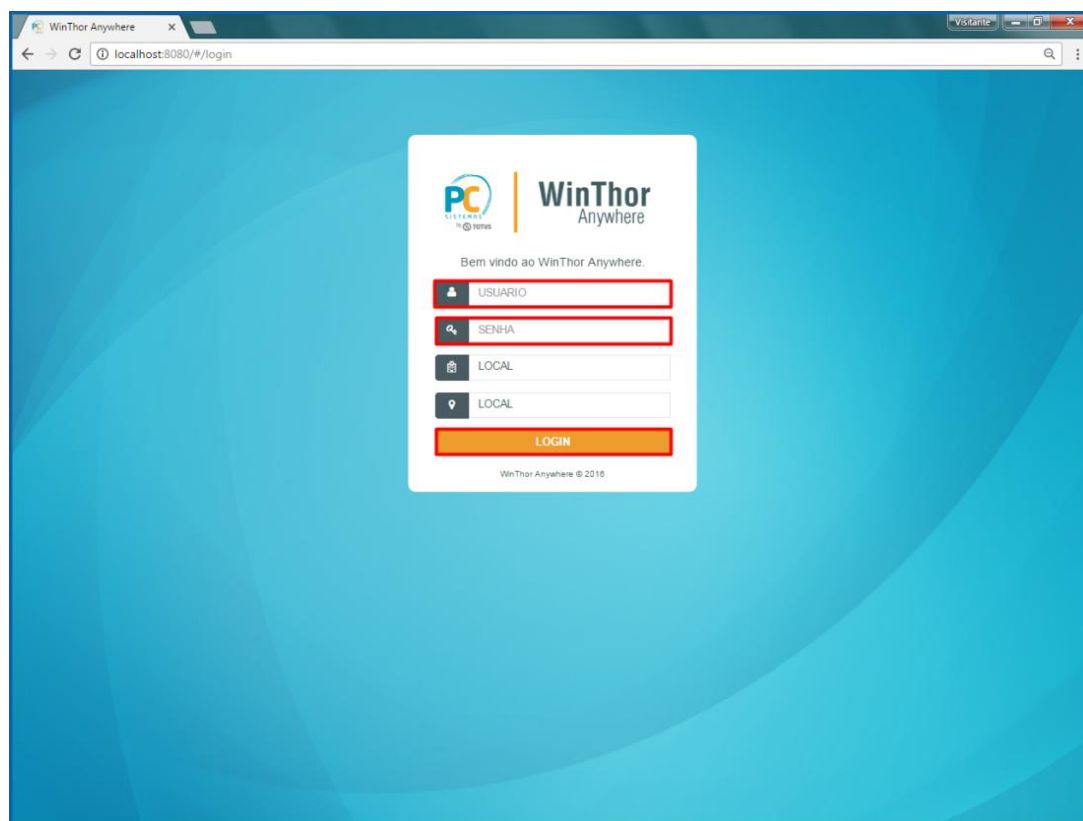 WinThor Anywhere
Visitante
localhost:8080/#/login
PC
SISTEMAS
by TOTVS
WinThor
Anywhere
Bem vindo ao WinThor Anywhere.
USUARIO
SENHA
LOCAL
LOCAL
LOGIN
WinThor Anywhere © 2016